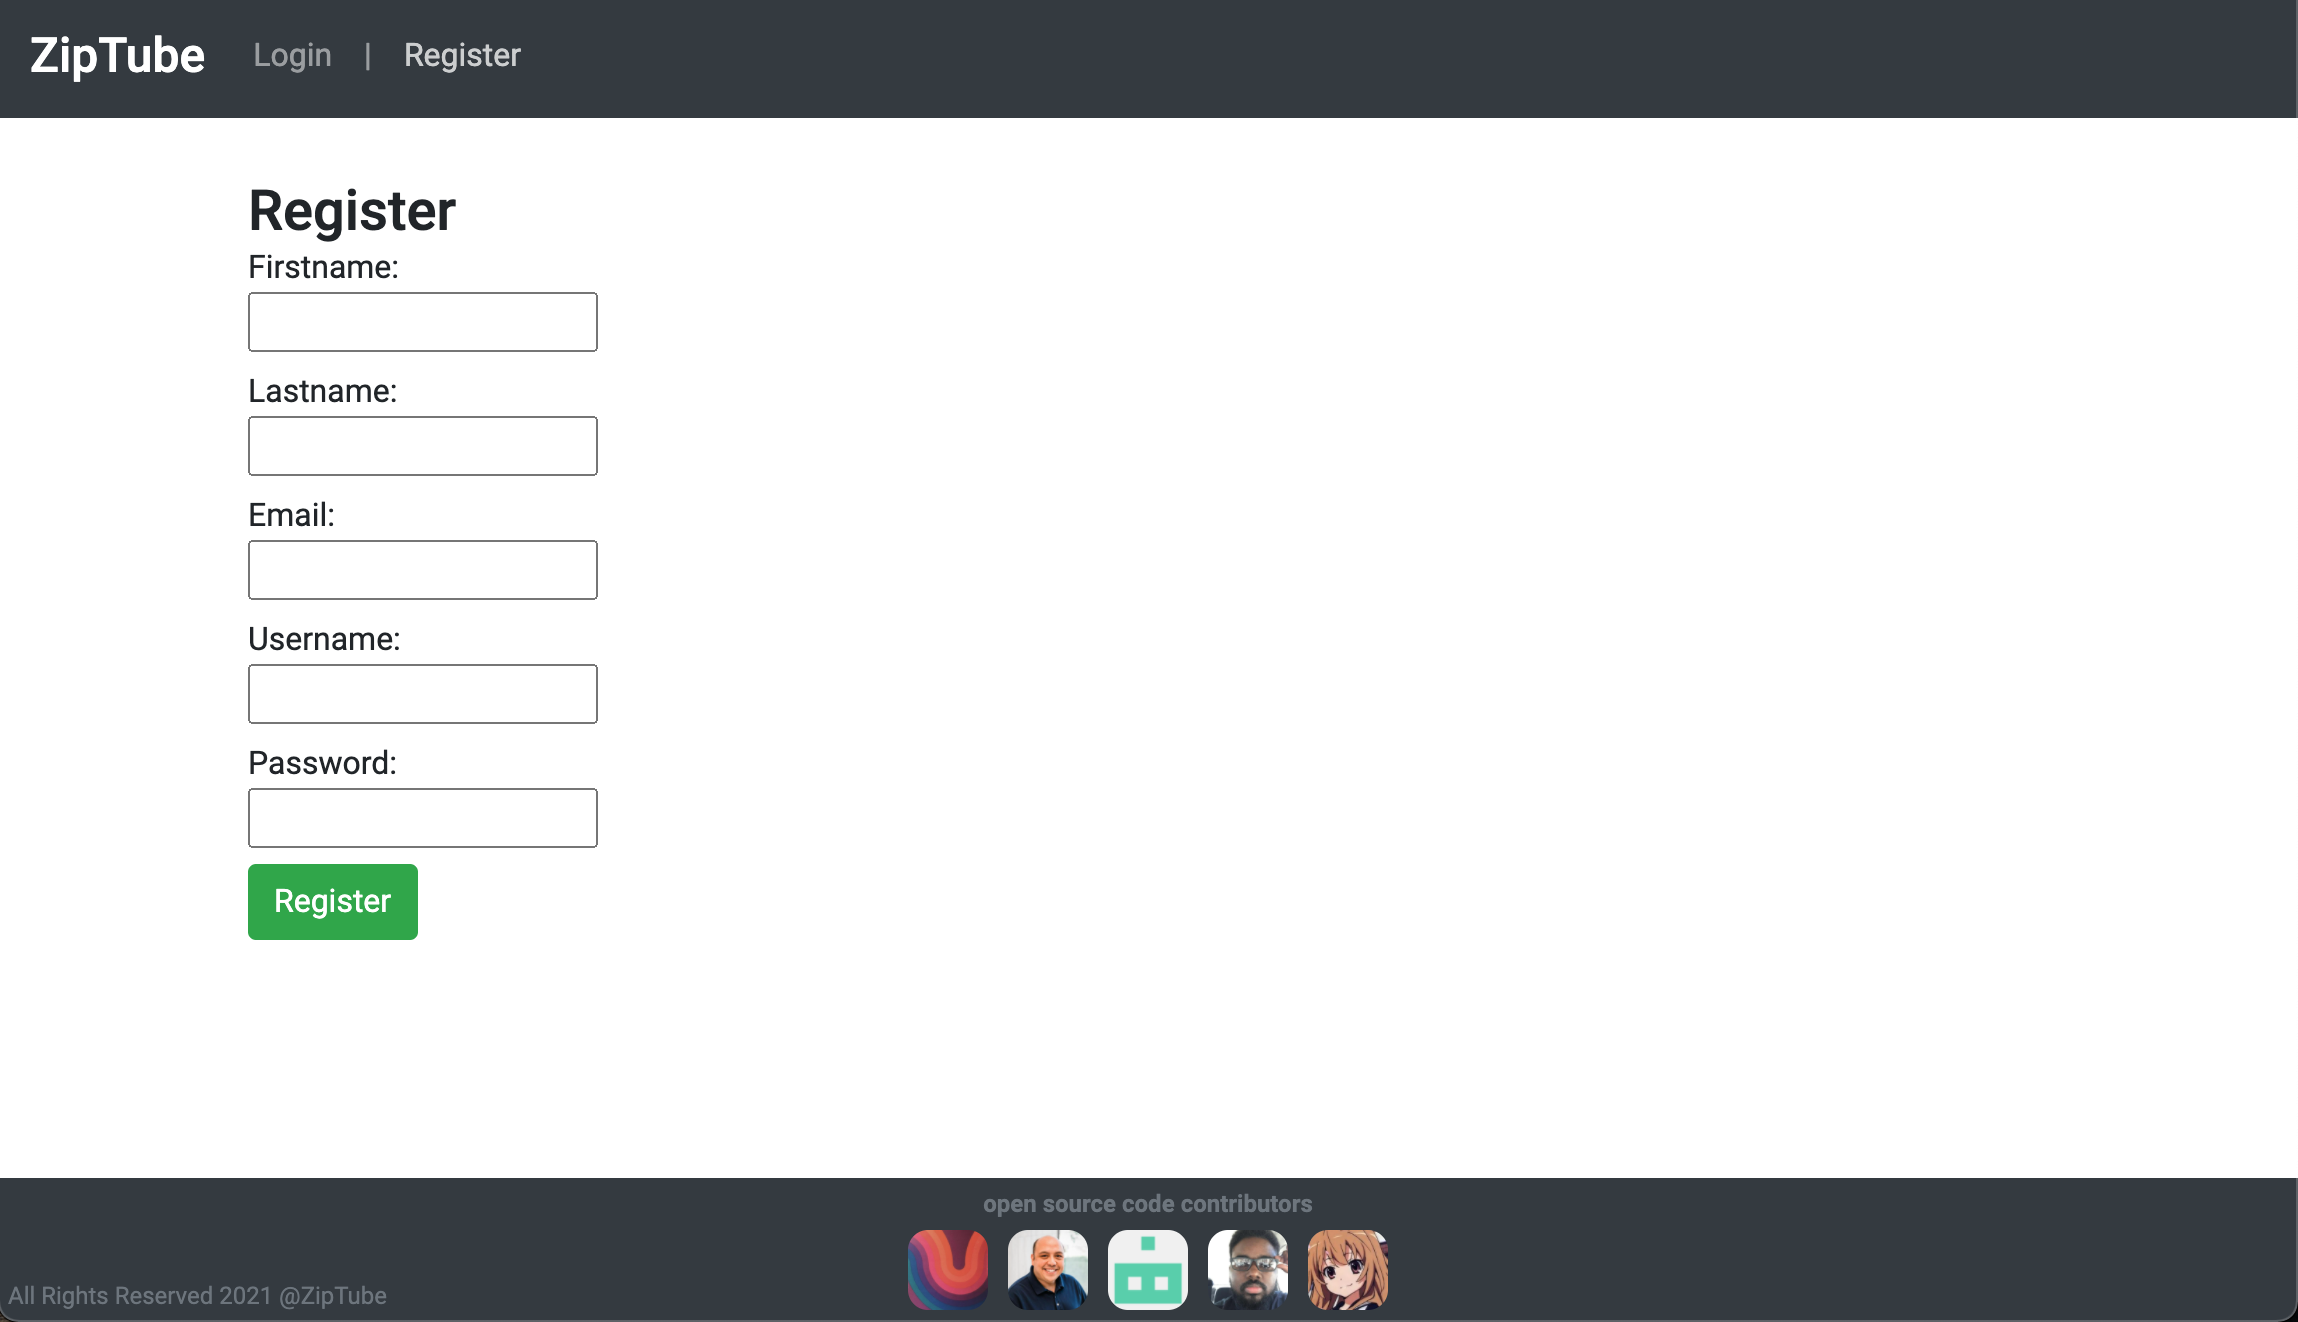 ZipTube Login | Register
Register
Firstname:
Lastname:
Email:
Username:
Password:
Register
open source code contributors
All Rights Reserved 2021 @ZipTube